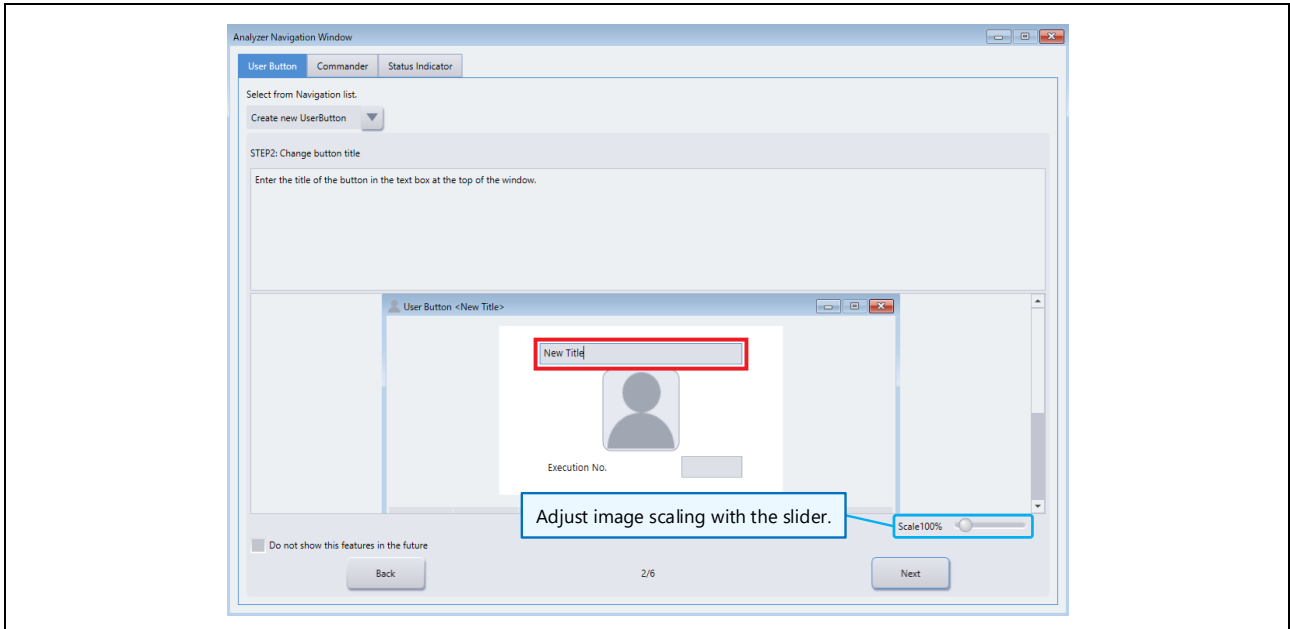 Analyzer Navigation Window
User Button Commander Status Indicator
Select from Navigation list.
Create new UserButton
STEP2: Change button title
Enter the title of the button in the text box at the top of the window.
User Button <New Title>
New Title
Execution No.
Adjust image scaling with the slider.
Scale100%
Do not show this features in the future
Back 2/6 Next